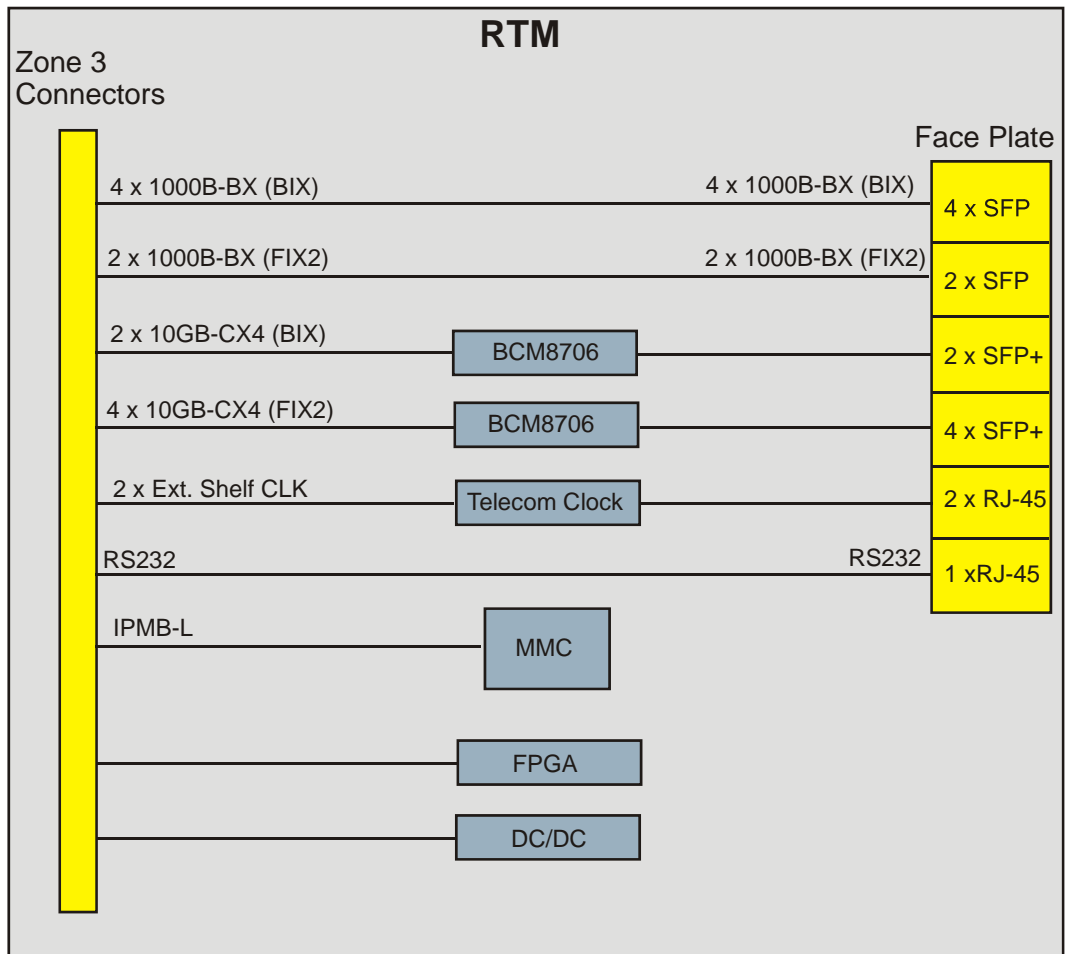 RTM
Zone 3
Connectors
Face Plate
4 x 1000B-BX (BIX)
4 x 1000B-BX (BIX)
4 x SFP
2 x 1000B-BX (FIX2)
2 x 1000B-BX (FIX2)
2 x SFP
2 x 10GB-CX4 (BIX)
BCM8706
2 x SFP+
4 x 10GB-CX4 (FIX2)
BCM8706
4 x SFP+
2 x Ext. Shelf CLK
Telecom Clock
2 x RJ-45
RS232
RS232
1 xRJ-45
IPMB-L
MMC
FPGA
DC/DC